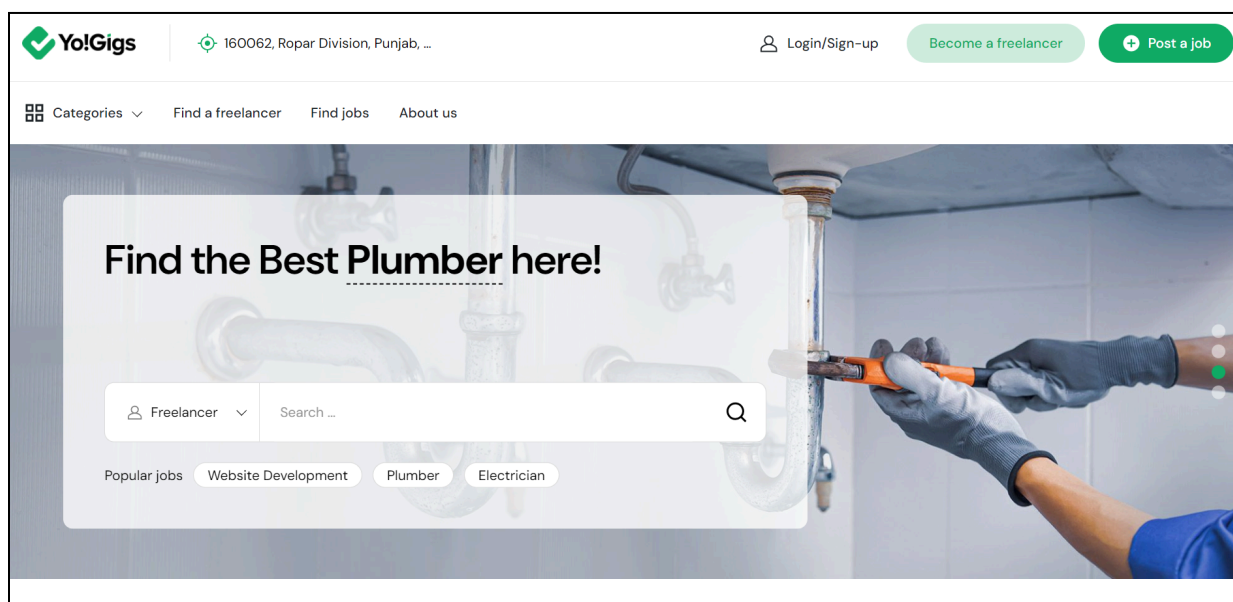 Yo!Gigs
160062, Ropar Division, Punjab, ...
Login/Sign-up
Become a freelancer
Post a job
Categories
Find a freelancer
Find jobs
About us
Find the Best Plumber here!
Freelancer
Search ...
Popular jobs
Website Development
Plumber
Electrician